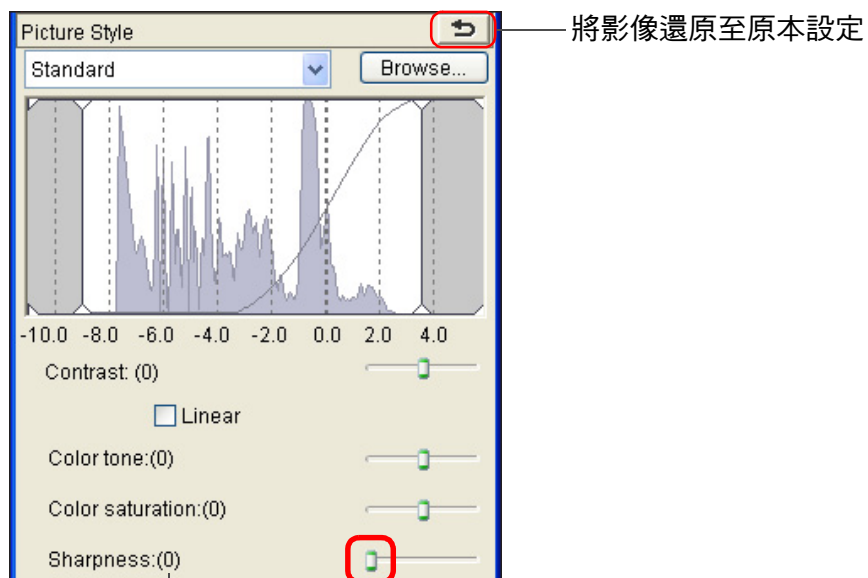 Picture Style
將影像還原至原本設定
Standard
Browse...
-10.0 -8.0 -6.0 -4.0 -2.0 0.0 2.0 4.0
Contrast: (0)
Linear
Color tone:(0)
Color saturation:(0)
Sharpness:(0)